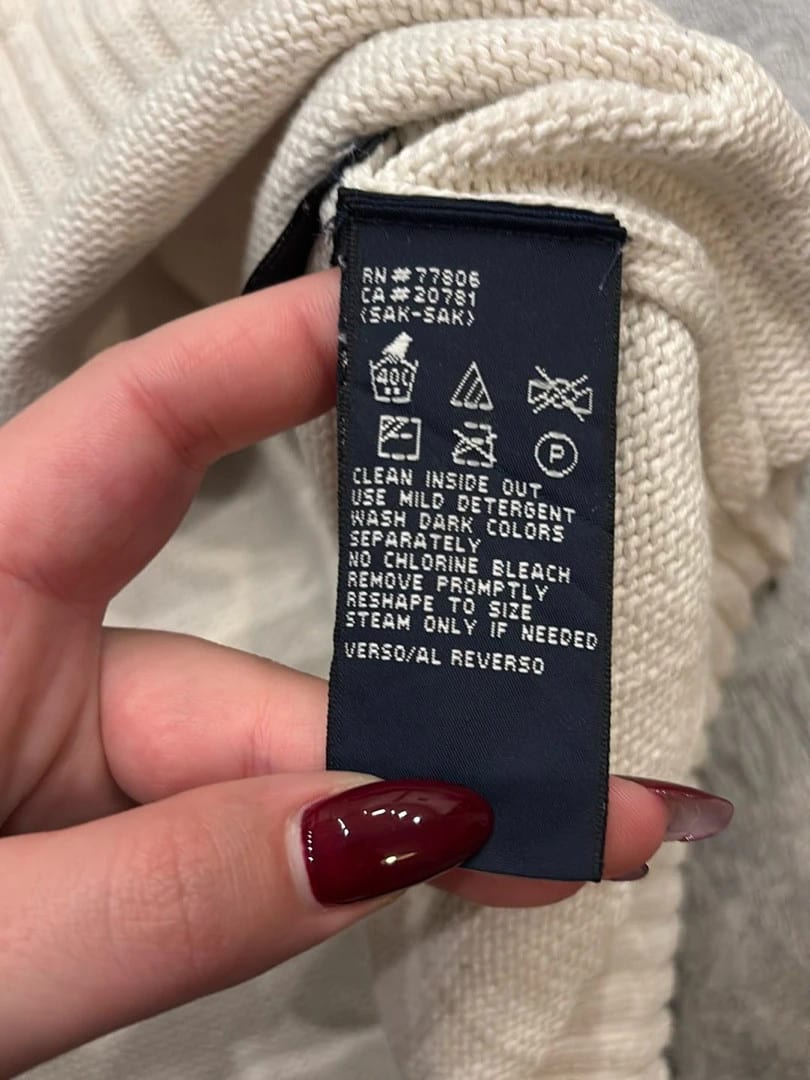 RN#77806
CA#20781
(SAK-SAK)
40
P
CLEAN INSIDE OUT
USE MILD DETERGENT
WASH DARK COLORS
SEPARATELY
NO CHLORINE BLEACH
REMOVE PROMPTLY
RESHAPE TO SIZE
STEAM ONLY IF NEEDED
VERSO/AL REVERSO